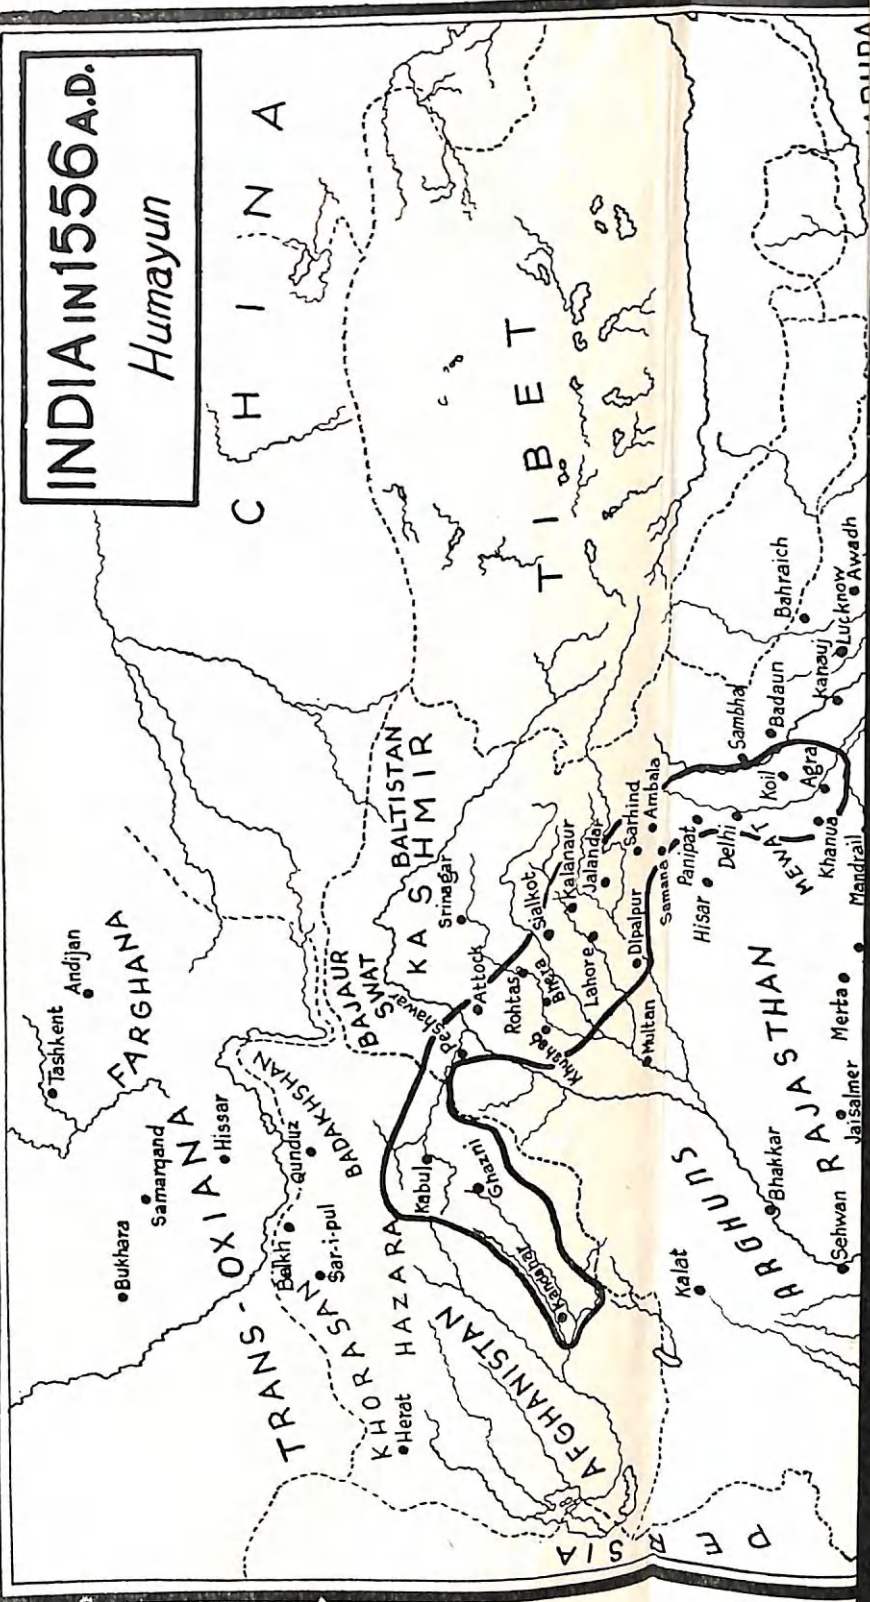 INDIA IN 1556 A.D.
Humayun
CHINA
TIBET
Tashkent
Andijan
FARGHANA
Bukhara
Samarqand
TRANS-OXIANA
Hissar
Qunduz
BADAKHSHAN
Balkh
Sar-i-pul
KHORASAN
HAZARA
Herat
AFGHANISTAN
PERSIA
Kabul
Ghazni
Kandahar
BAJAUR
SWAT
BALTISTAN
KASHMIR
Srinagar
Peshawar
Attock
Rohtas
Bhera
Khushab
Sialkot
Kalanaur
Lahore
Jalandar
Dipalpur
Multan
Sarhind
Ambala
Samana
Panipat
Hisar
Delhi
MEWAT
Sambhal
Badaun
Koil
Agra
Khanua
Mandrail
Bahraich
Kanauj
Lucknow
Awadh
Kalat
ARGHUNS
Bhakkar
Sehwan
RAJASTHAN
Jaisalmer
Merta